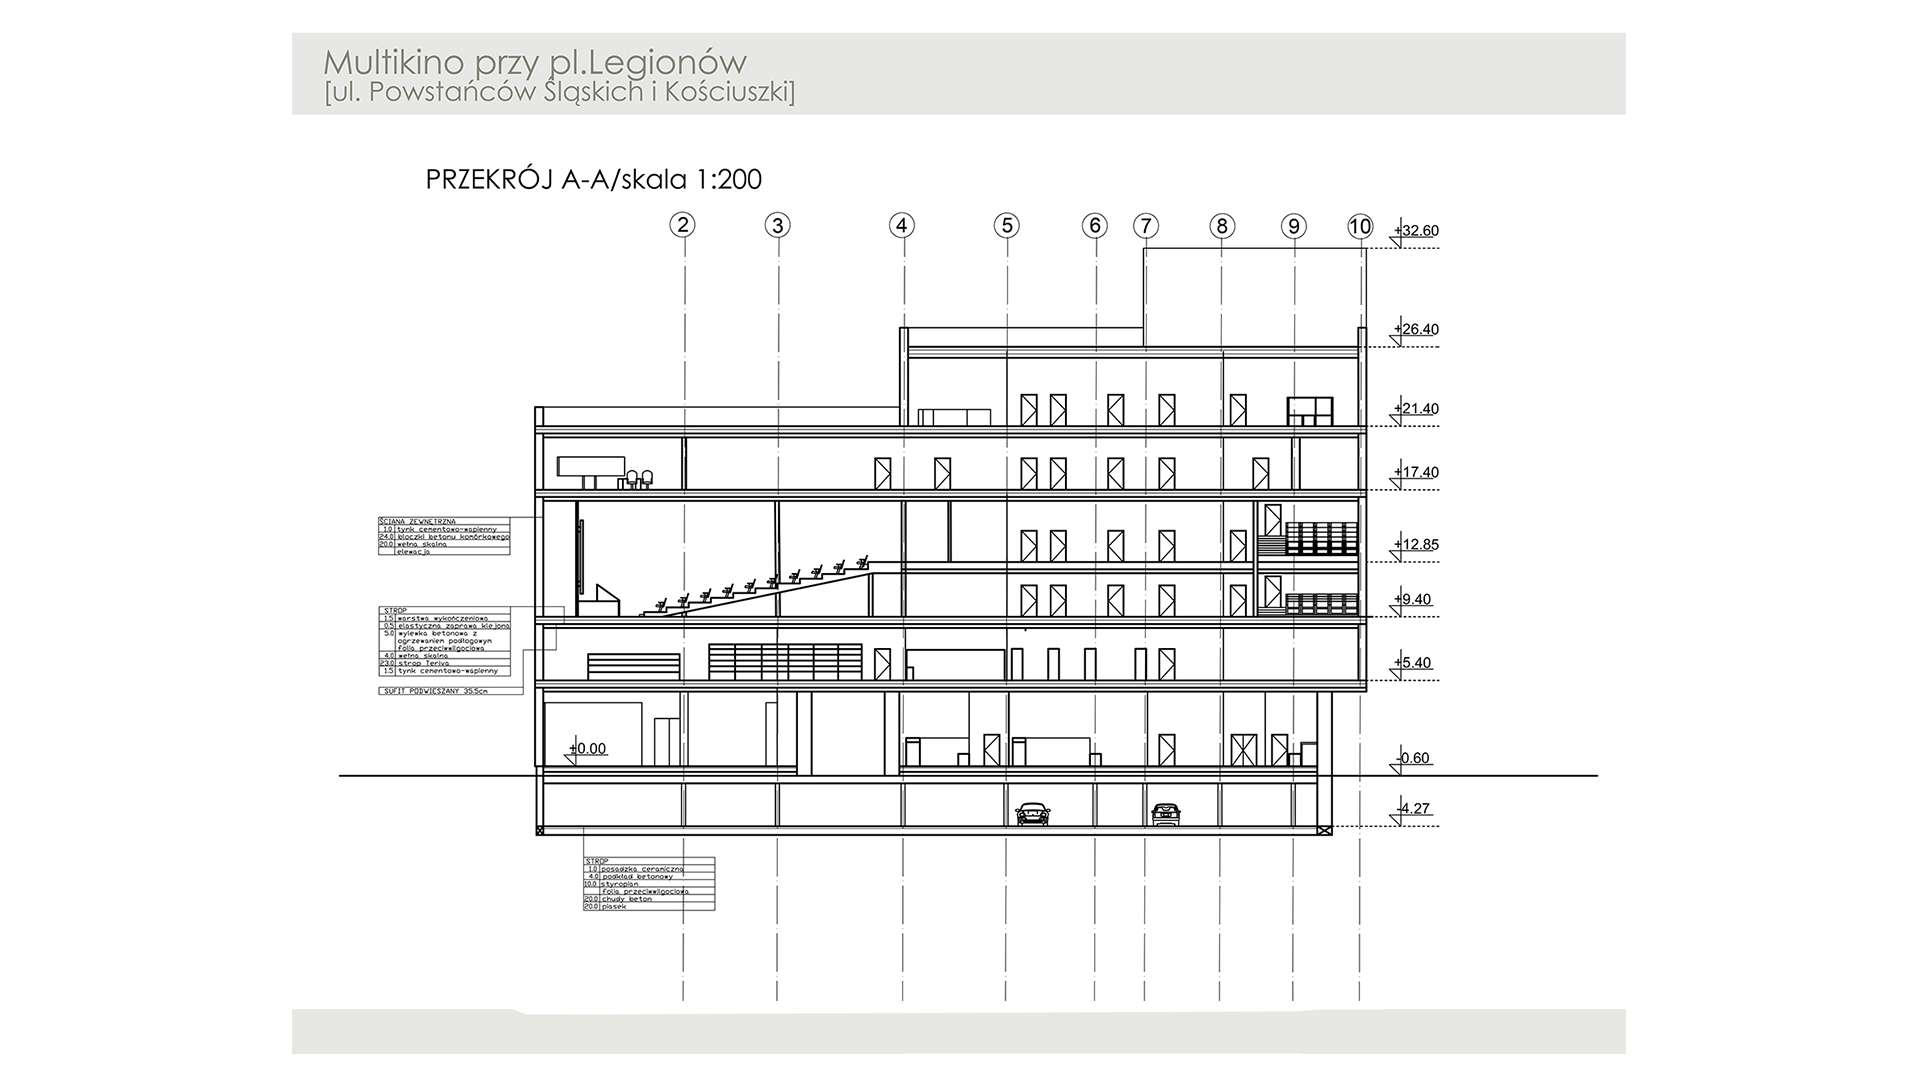 Multikino przy pl.Legionów
[ul. Powstańców Śląskich i Kościuszki]
PRZEKRÓJ A-A/skala 1:200
2 3 4 5 6 7 8 9 10
+32.60
+26.40
+21.40
+17.40
+12.85
+9.40
+5.40
-0.60
-4.27
ŚCIANA ZEWNĘTRZNA
1.0 tynk cementowo-wapienny
24.0 bloczki betonu komórkowego
20.0 wełna skalna
elewacja
STROP
1.5 warstwa wykończeniowa
0.5 elastyczna zaprawa klejona
5.0 wylewka betonowa z
ogrzewaniem podłogowym
folia przeciwwilgociowa
4.0 wełna skalna
23.0 strop Teriva
1.5 tynk cementowo-wapienny
SUFIT PODWIESZANY 35.5cm
±0.00
STROP
1.0 posadzka ceramiczna
4.0 podkład betonowy
10.0 styropian
folia przeciwwilgociowa
20.0 chudy beton
20.0 piasek